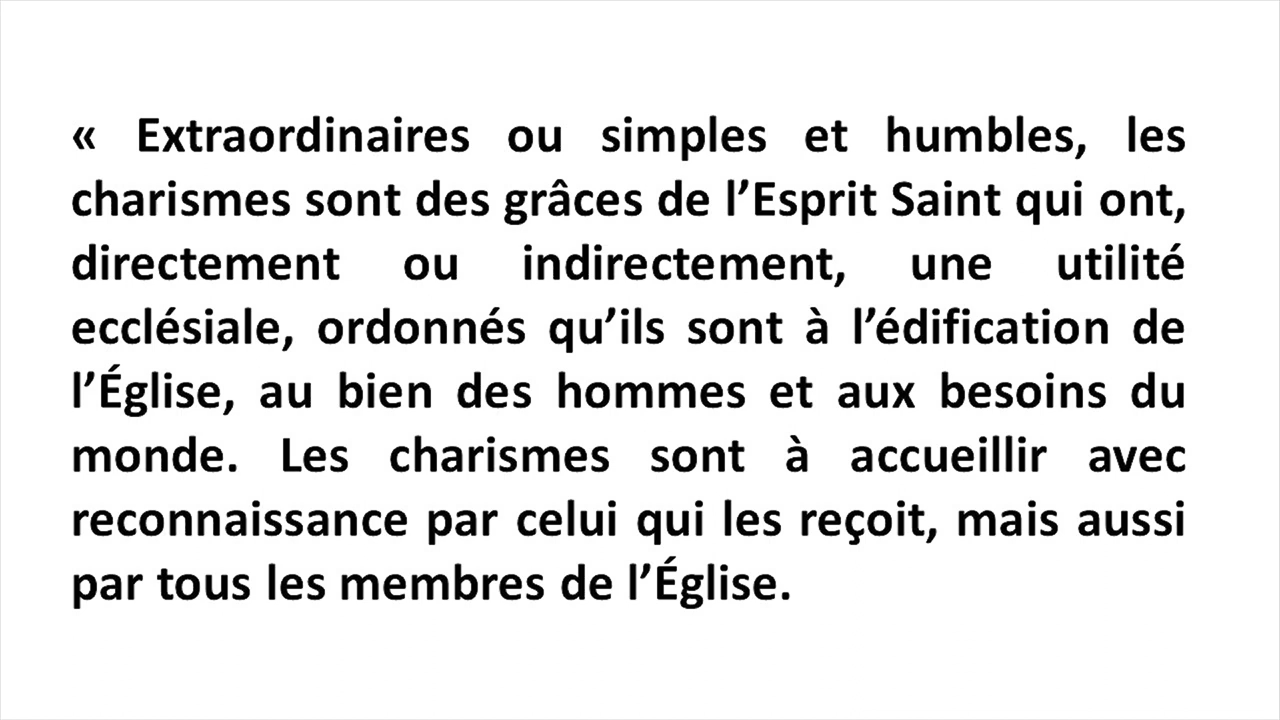 « Extraordinaires ou simples et humbles, les
charismes sont des grâces de l’Esprit Saint qui ont,
directement ou indirectement, une utilité
ecclésiale, ordonnés qu’ils sont à l’édification de
l’Église, au bien des hommes et aux besoins du
monde. Les charismes sont à accueillir avec
reconnaissance par celui qui les reçoit, mais aussi
par tous les membres de l’Église.